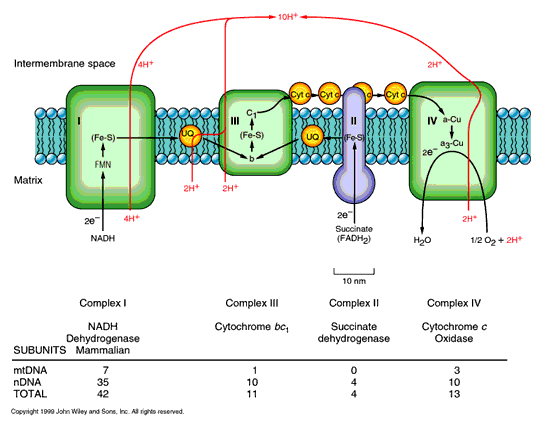 10H⁺
Intermembrane space
4H⁺
2H⁺
Cyt c
Cyt c
Cyt c
Cyt c
I
III
II
IV
C₁
a-Cu
(Fe-S)
UQ
(Fe-S)
UQ
(Fe-S)
a₃-Cu
FMN
b
2e⁻
Matrix
2H⁺
2H⁺
4H⁺
2e⁻
2e⁻
2H⁺
NADH
Succinate
(FADH₂)
H₂O
1/2 O₂ + 2H⁺
10 nm
Complex I
Complex III
Complex II
Complex IV
NADH
Dehydrogenase
Cytochrome bc₁
Succinate
dehydrogenase
Cytochrome c
Oxidase
SUBUNITS Mammalian
mtDNA 7 1 0 3
nDNA 35 10 4 10
TOTAL 42 11 4 13
Copyright 1999 John Wiley and Sons, Inc. All rights reserved.